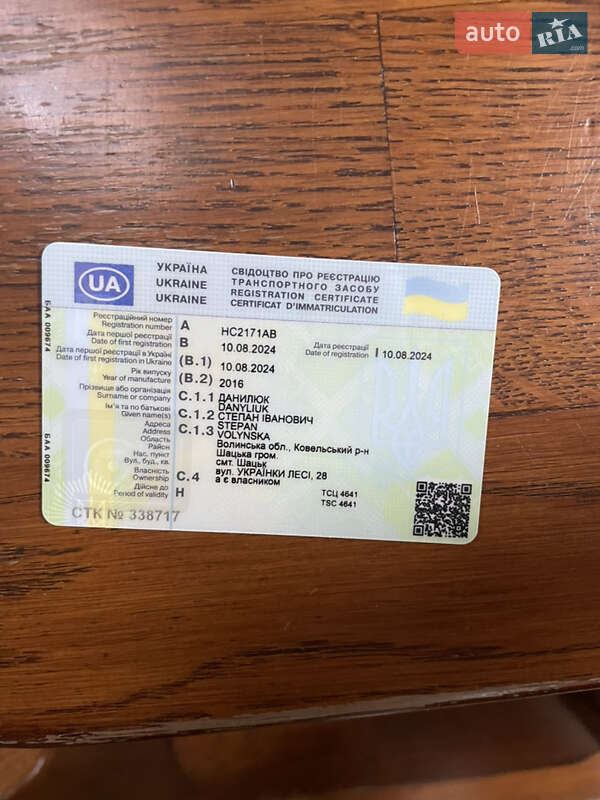 auto RIA .com
UA
УКРАЇНА
UKRAINE
UKRAINE
СВІДОЦТВО ПРО РЕЄСТРАЦІЮ
ТРАНСПОРТНОГО ЗАСОБУ
REGISTRATION CERTIFICATE
CERTIFICAT D'IMMATRICULATION
БАА 009674
БАА 009674
Реєстраційний номер
Registration number
A
HC2171AB
Дата першої реєстрації
Date of first registration
B
10.08.2024
Дата реєстрації
Date of registration
I 10.08.2024
Дата першої реєстрації в Україні
Date of first registration in Ukraine
(B.1)
10.08.2024
Рік випуску
Year of manufacture
(B.2)
2016
Прізвище або організація
Surname or company
C.1.1
ДАНИЛЮК
DANYLIUK
Ім'я та по батькові
Given name(s)
C.1.2
СТЕПАН ІВАНОВИЧ
STEPAN
Адреса
Address
C.1.3
VOLYNSKA
Область
Волинська обл., Ковельський р-н
Район
Шацька гром.
Нас. пункт
смт. Шацьк
Вул., буд., кв.
вул. УКРАЇНКИ ЛЕСІ, 28
Власність
Ownership
C.4
а є власником
Дійсне до
Period of validity
H
ТСЦ 4641
TSC 4641
СТК № 338717